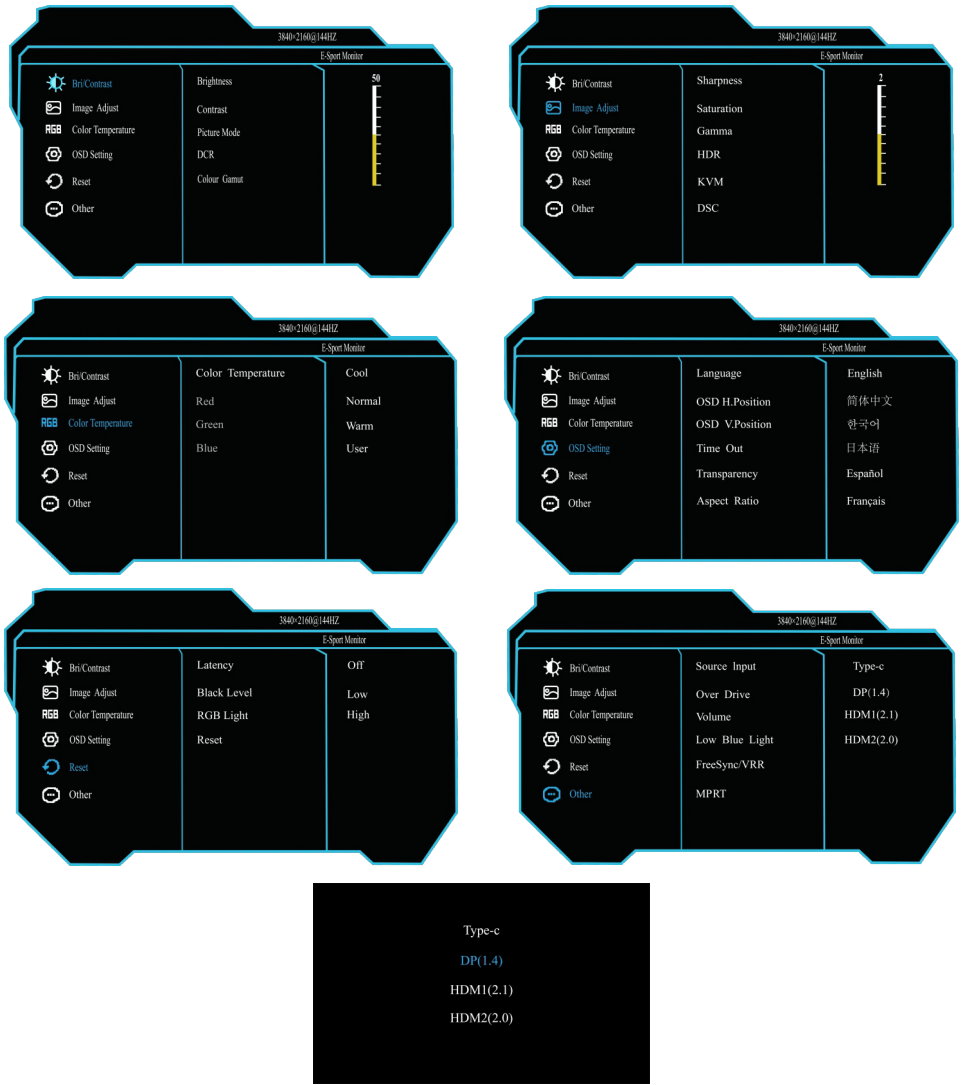 3840×2160@144HZ
E-Sport Monitor
Bri/Contrast
Image Adjust
RGB Color Temperature
OSD Setting
Reset
Other
Brightness
Contrast
Picture Mode
DCR
Colour Gamut
50
3840×2160@144HZ
E-Sport Monitor
Bri/Contrast
Image Adjust
RGB Color Temperature
OSD Setting
Reset
Other
Sharpness
Saturation
Gamma
HDR
KVM
DSC
2
3840×2160@144HZ
E-Sport Monitor
Bri/Contrast
Image Adjust
RGB Color Temperature
OSD Setting
Reset
Other
Color Temperature
Red
Green
Blue
Cool
Normal
Warm
User
3840×2160@144HZ
E-Sport Monitor
Bri/Contrast
Image Adjust
RGB Color Temperature
OSD Setting
Reset
Other
Language
OSD H.Position
OSD V.Position
Time Out
Transparency
Aspect Ratio
English
简体中文
한국어
日本语
Español
Français
3840×2160@144HZ
E-Sport Monitor
Bri/Contrast
Image Adjust
RGB Color Temperature
OSD Setting
Reset
Other
Latency
Black Level
RGB Light
Reset
Off
Low
High
3840×2160@144HZ
E-Sport Monitor
Bri/Contrast
Image Adjust
RGB Color Temperature
OSD Setting
Reset
Other
Source Input
Over Drive
Volume
Low Blue Light
FreeSync/VRR
MPRT
Type-c
DP(1.4)
HDM1(2.1)
HDM2(2.0)
Type-c
DP(1.4)
HDM1(2.1)
HDM2(2.0)